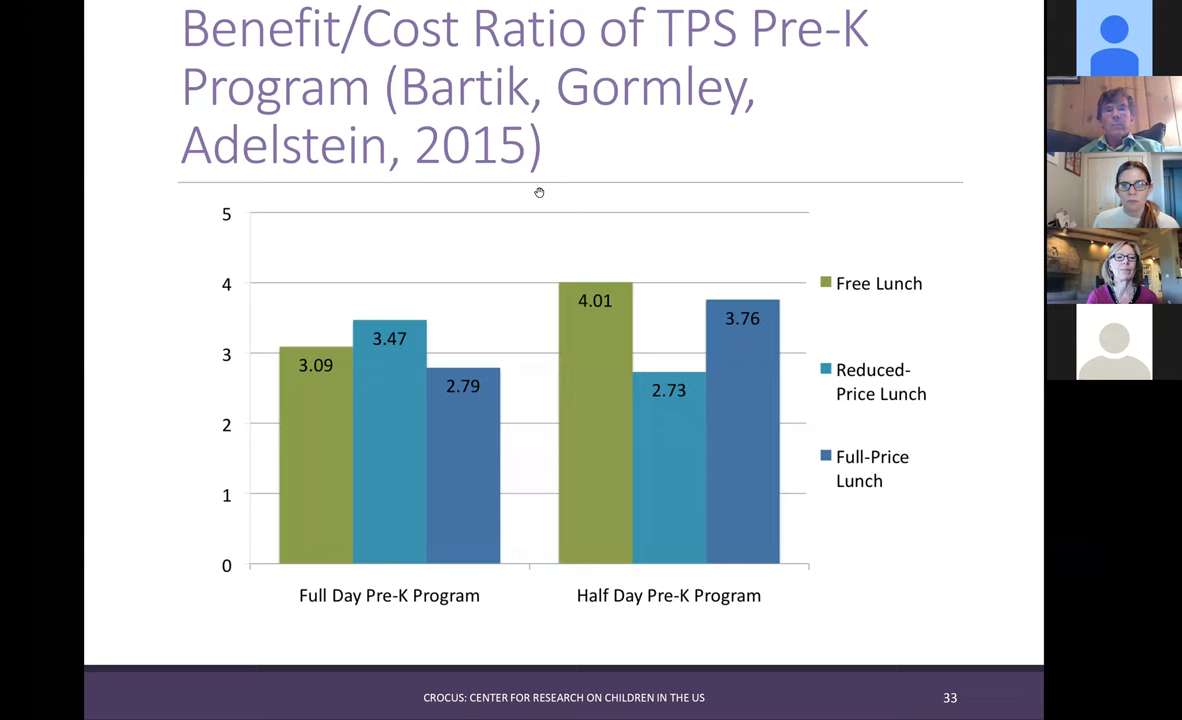 Benefit/Cost Ratio of TPS Pre-K
Program (Bartik, Gormley,
Adelstein, 2015)
5
4
3
2
1
0
3.09
3.47
2.79
4.01
2.73
3.76
Full Day Pre-K Program
Half Day Pre-K Program
Free Lunch
Reduced-
Price Lunch
Full-Price
Lunch
CROCUS: CENTER FOR RESEARCH ON CHILDREN IN THE US
33